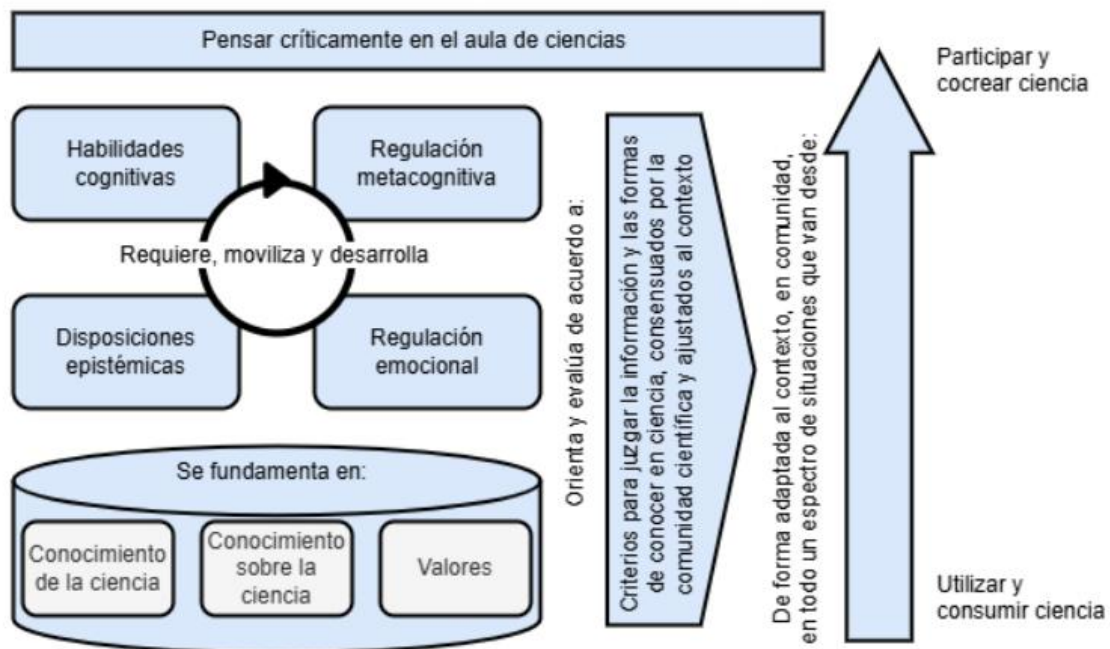 Pensar críticamente en el aula de ciencias
Habilidades
cognitivas
Regulación
metacognitiva
Requiere, moviliza y desarrolla
Disposiciones
epistémicas
Regulación
emocional
Se fundamenta en:
Conocimiento
de la ciencia
Conocimiento
sobre la
ciencia
Valores
Orienta y evalúa de acuerdo a:
Criterios para juzgar la información y las formas
de conocer en ciencia, consensuados por la
comunidad científica y ajustados al contexto
De forma adaptada al contexto, en comunidad,
en todo un espectro de situaciones que van desde:
Participar y
cocrear ciencia
Utilizar y
consumir ciencia